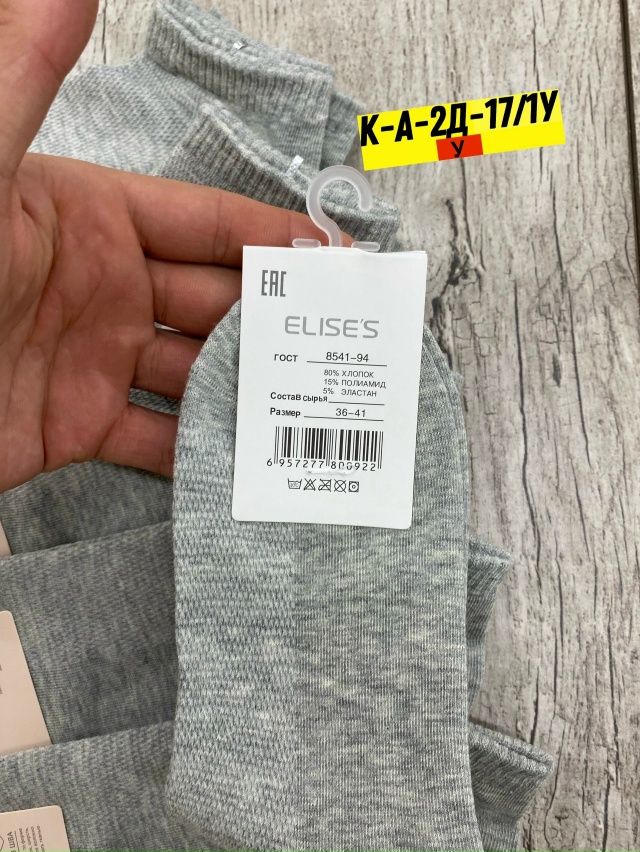 К-А-2Д-17/1У
У
EAC
ELISE'S
ГОСТ 8541-94
80% ХЛОПОК
15% ПОЛИАМИД
5% ЭЛАСТАН
Состав сырья
Размер 36-41
6 957277 800922